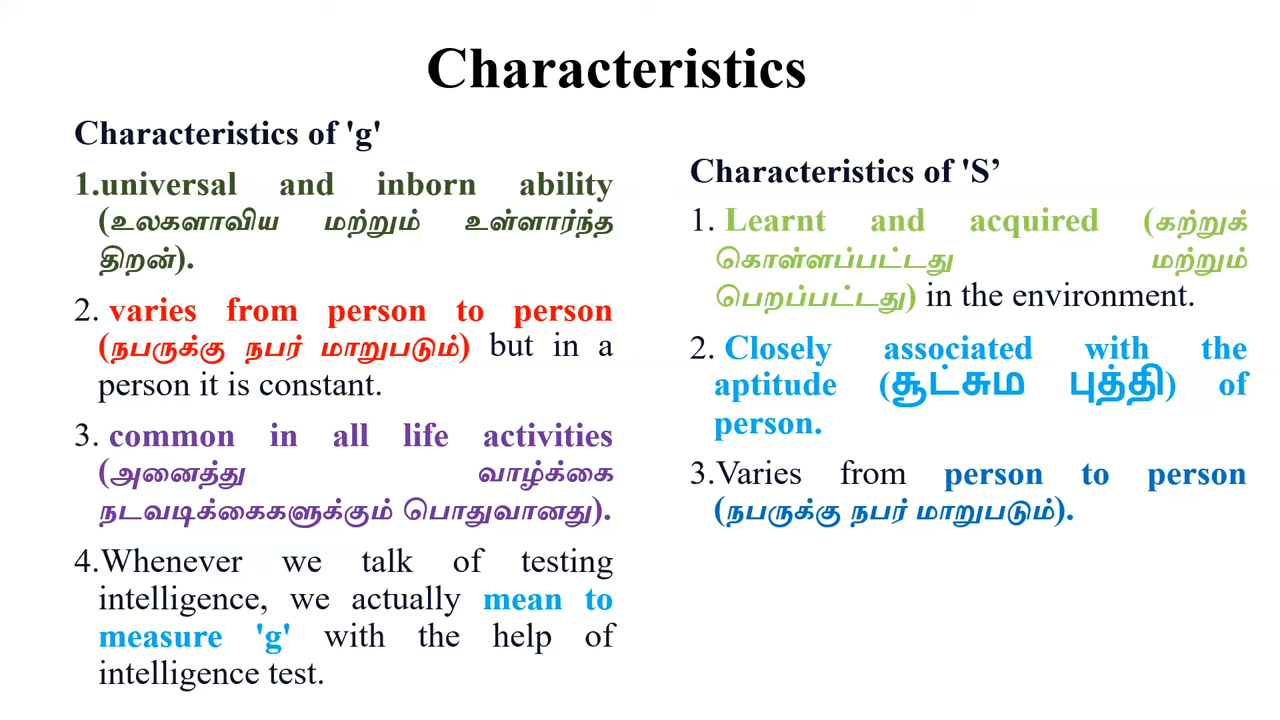 Characteristics
Characteristics of 'g'
1.universal and inborn ability
(உலகளாவிய மற்றும் உள்ளார்ந்த
திறன்).
2. varies from person to person
(நபருக்கு நபர் மாறுபடும்) but in a
person it is constant.
3. common in all life activities
(அனைத்து வாழ்க்கை
நடவடிக்கைகளுக்கும் பொதுவானது).
4.Whenever we talk of testing
intelligence, we actually mean to
measure 'g' with the help of
intelligence test.
Characteristics of 'S’
1. Learnt and acquired (கற்றுக்
கொள்ளப்பட்டது மற்றும்
பெறப்பட்டது) in the environment.
2. Closely associated with the
aptitude (சூட்சும புத்தி) of
person.
3.Varies from person to person
(நபருக்கு நபர் மாறுபடும்).